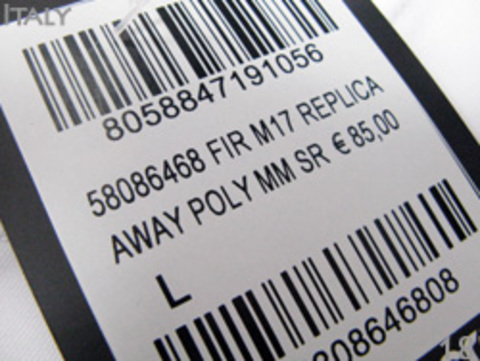 ITALY
8058847191056
58086468 FIR M17 REPLICA
AWAY POLY MM SR € 85,00
L
808646808